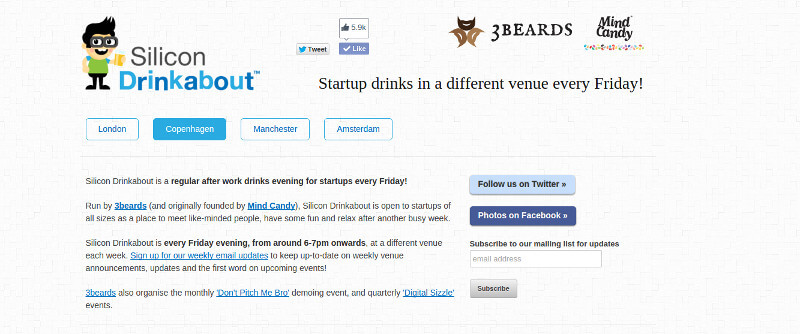 Silicon
Drinkabout™
5.9k
Tweet
Like
3BEARDS
Mind
Candy
Startup drinks in a different venue every Friday!
London
Copenhagen
Manchester
Amsterdam
Silicon Drinkabout is a regular after work drinks evening for startups every Friday!
Run by 3beards (and originally founded by Mind Candy), Silicon Drinkabout is open to startups of
all sizes as a place to meet like-minded people, have some fun and relax after another busy week.
Silicon Drinkabout is every Friday evening, from around 6-7pm onwards, at a different venue
each week. Sign up for our weekly email updates to keep up-to-date on weekly venue
announcements, updates and the first word on upcoming events!
3beards also organise the monthly 'Don't Pitch Me Bro' demoing event, and quarterly 'Digital Sizzle'
events.
Follow us on Twitter »
Photos on Facebook »
Subscribe to our mailing list for updates
email address
Subscribe